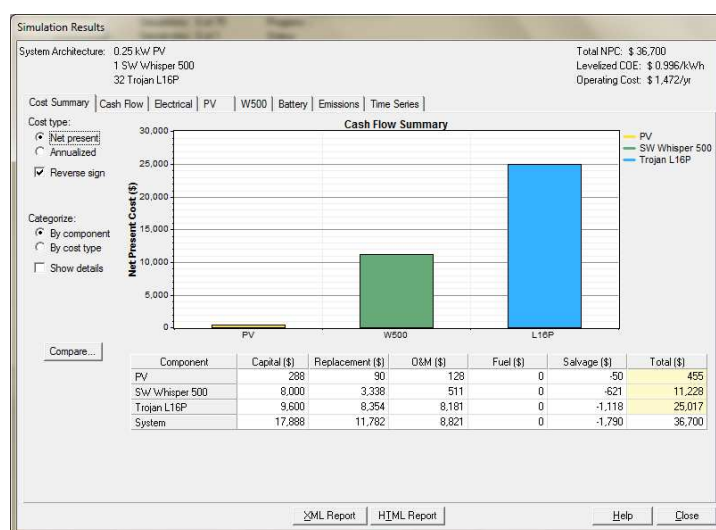 Simulation Results
System Architecture: 0.25 kW PV
1 SW Whisper 500
32 Trojan L16P
Total NPC: $ 36,700
Levelized COE: $ 0.996/kWh
Operating Cost: $ 1,472/yr
Cost Summary Cash Flow Electrical PV W500 Battery Emissions Time Series
Cost type:
Net present
Annualized
Reverse sign
Categorize:
By component
By cost type
Show details
Compare...
Cash Flow Summary
PV
SW Whisper 500
Trojan L16P
Net Present Cost ($)
30,000
25,000
20,000
15,000
10,000
5,000
0
PV W500 L16P
Component Capital ($) Replacement ($) O&M ($) Fuel ($) Salvage ($) Total ($)
PV 288 90 128 0 -50 455
SW Whisper 500 8,000 3,338 511 0 -621 11,228
Trojan L16P 9,600 8,354 8,181 0 -1,118 25,017
System 17,888 11,782 8,821 0 -1,790 36,700
XML Report HTML Report Help Close